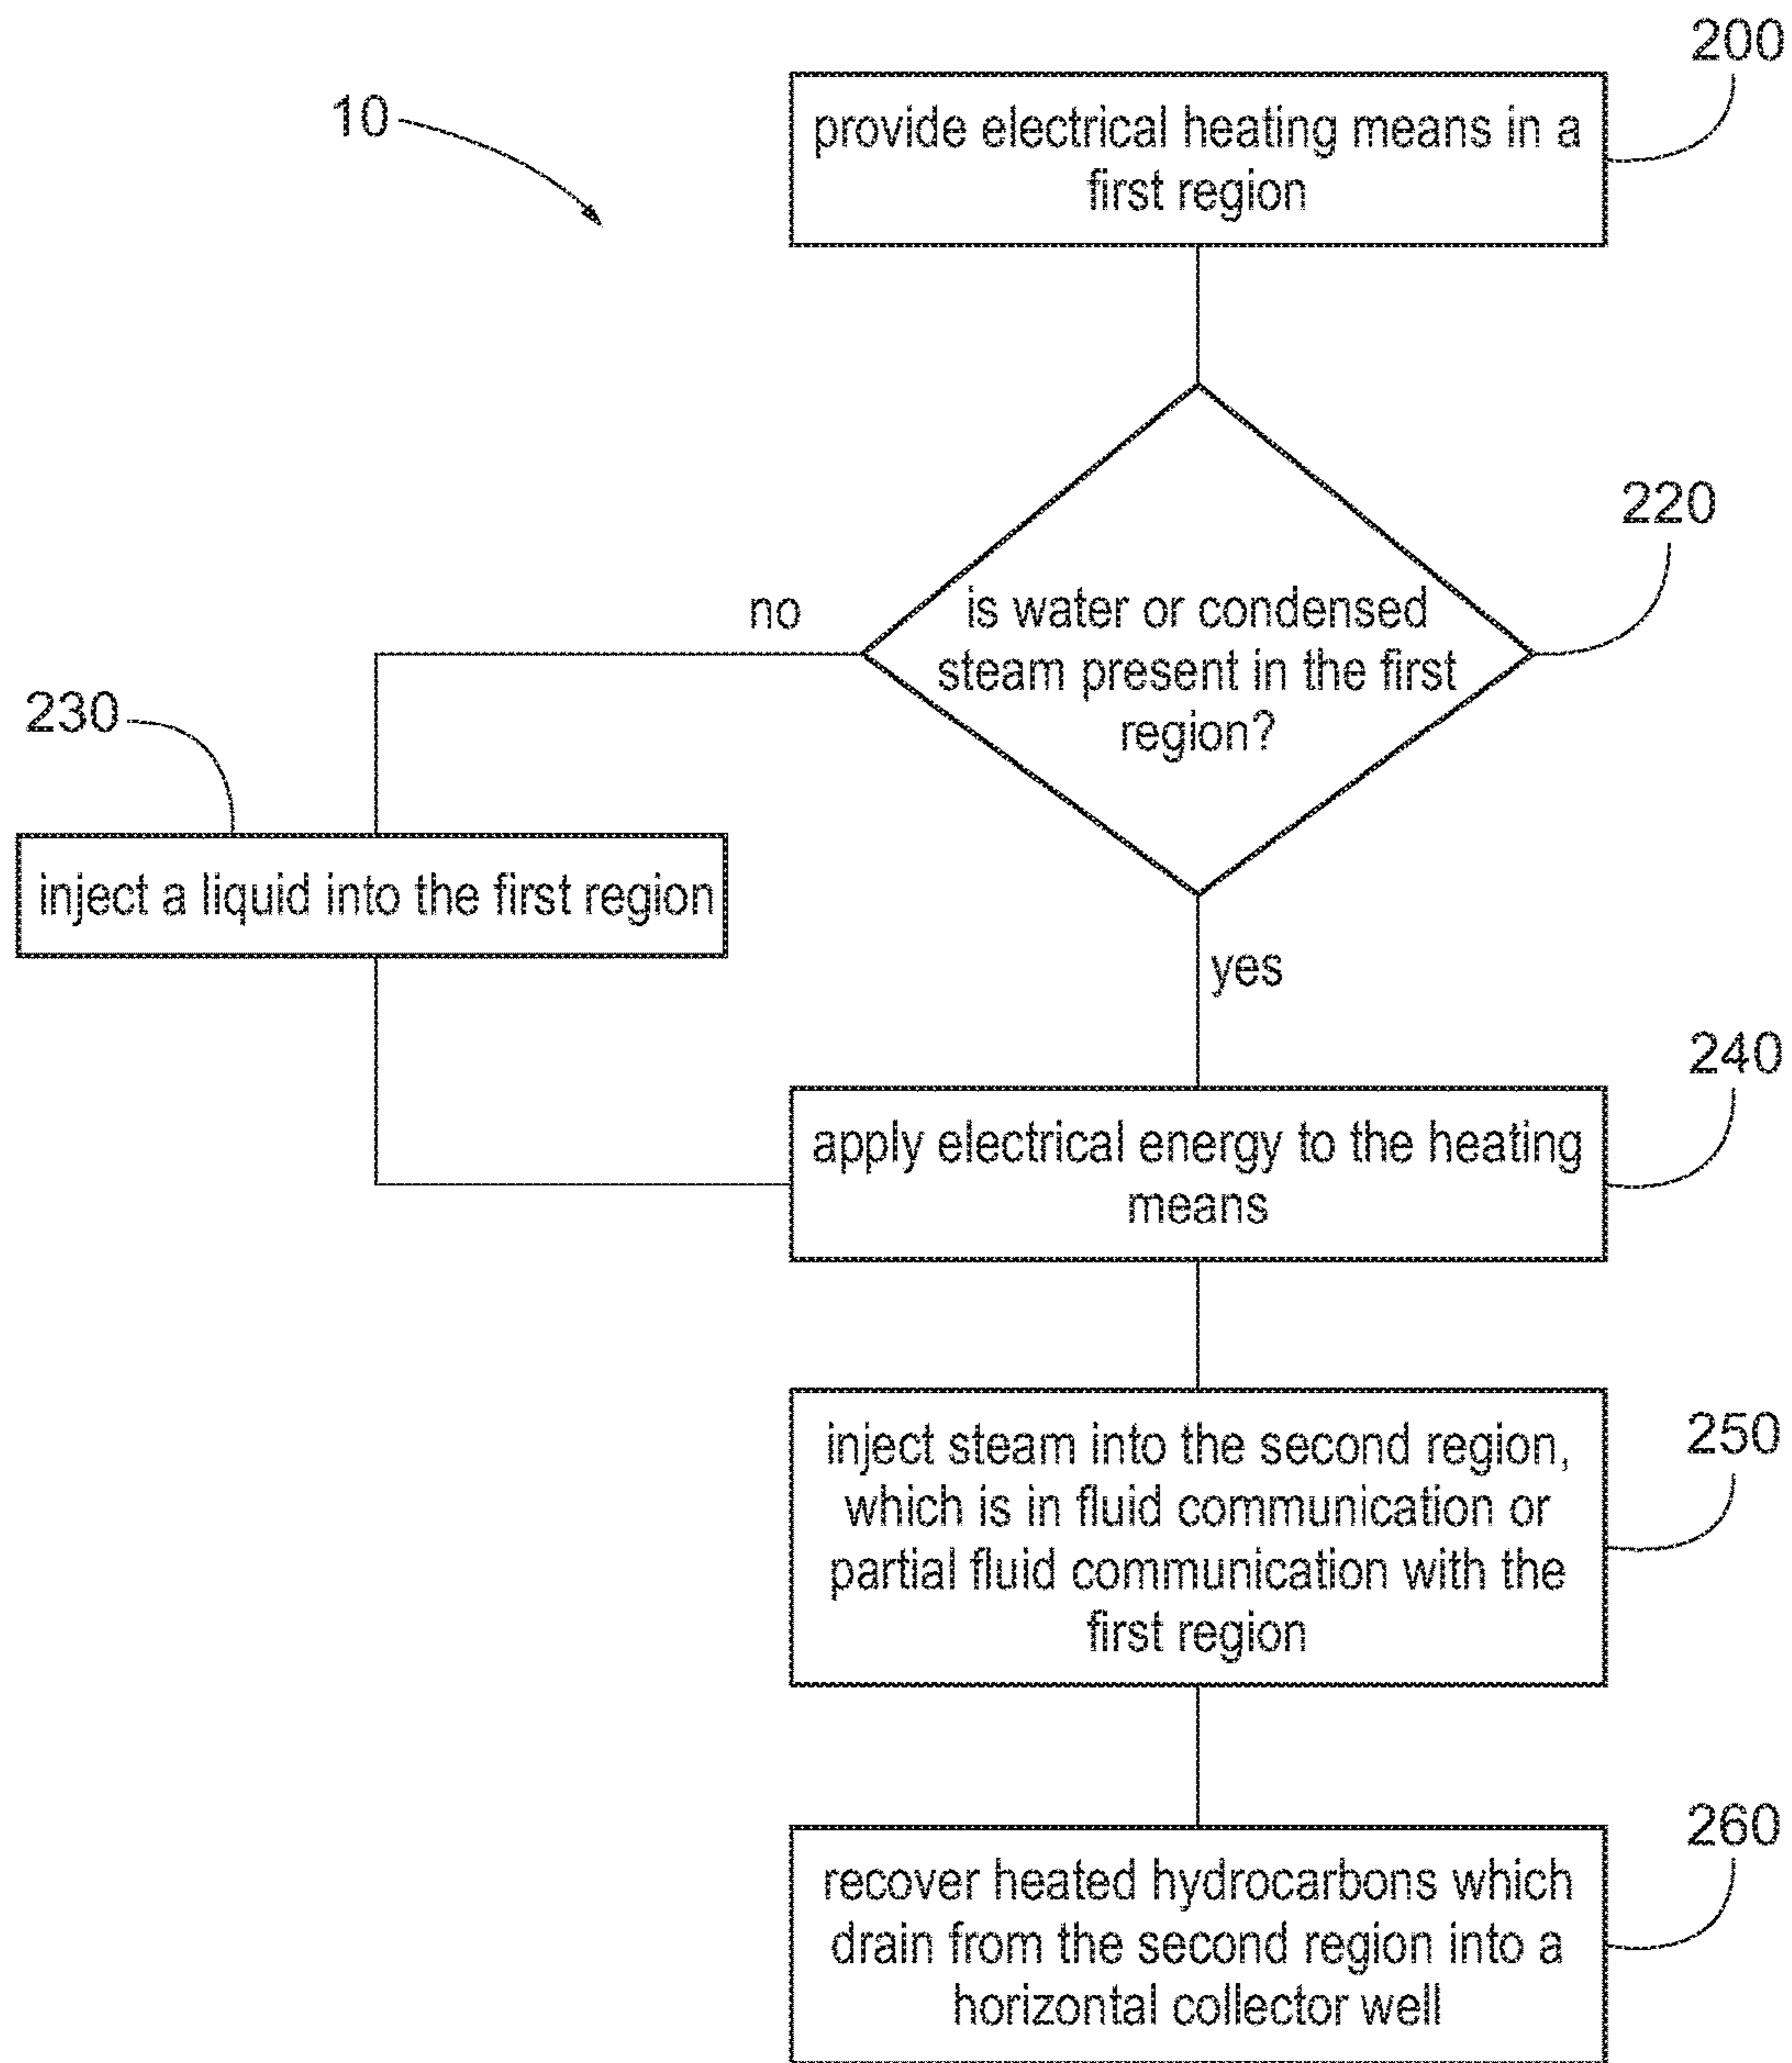 200
provide electrical heating means in a
first region
10
220
is water or condensed
steam present in the first
region?
no
230
inject a liquid into the first region
yes
240
apply electrical energy to the heating
means
250
inject steam into the second region,
which is in fluid communication or
partial fluid communication with the
first region
260
recover heated hydrocarbons which
drain from the second region into a
horizontal collector well